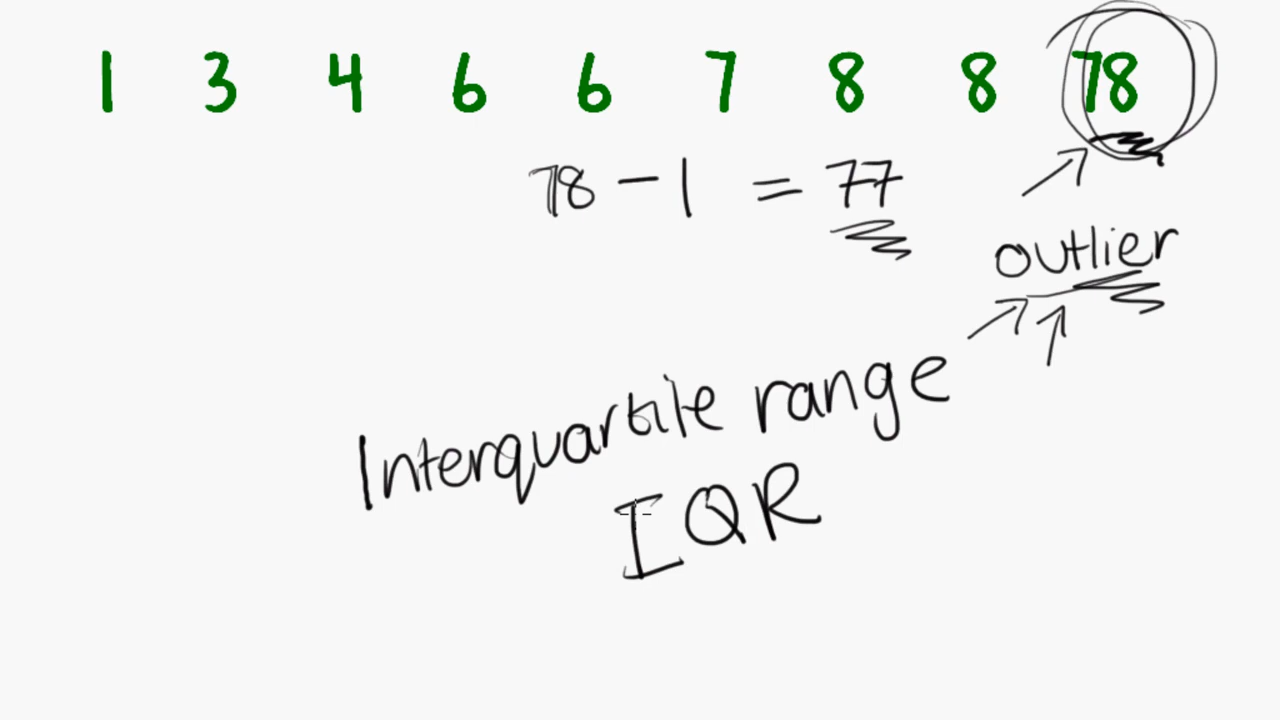 1 3 4 6 6 7 8 8 78
78 - 1 = 77
outlier
Interquartile range
IQR